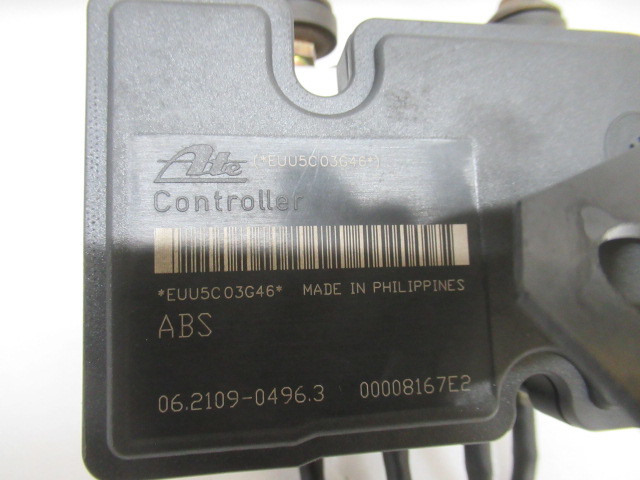 Ate (*EUU5C03G46*)
Controller
*EUU5C03G46* MADE IN PHILIPPINES
ABS
06.2109-0496.3 00008167E2